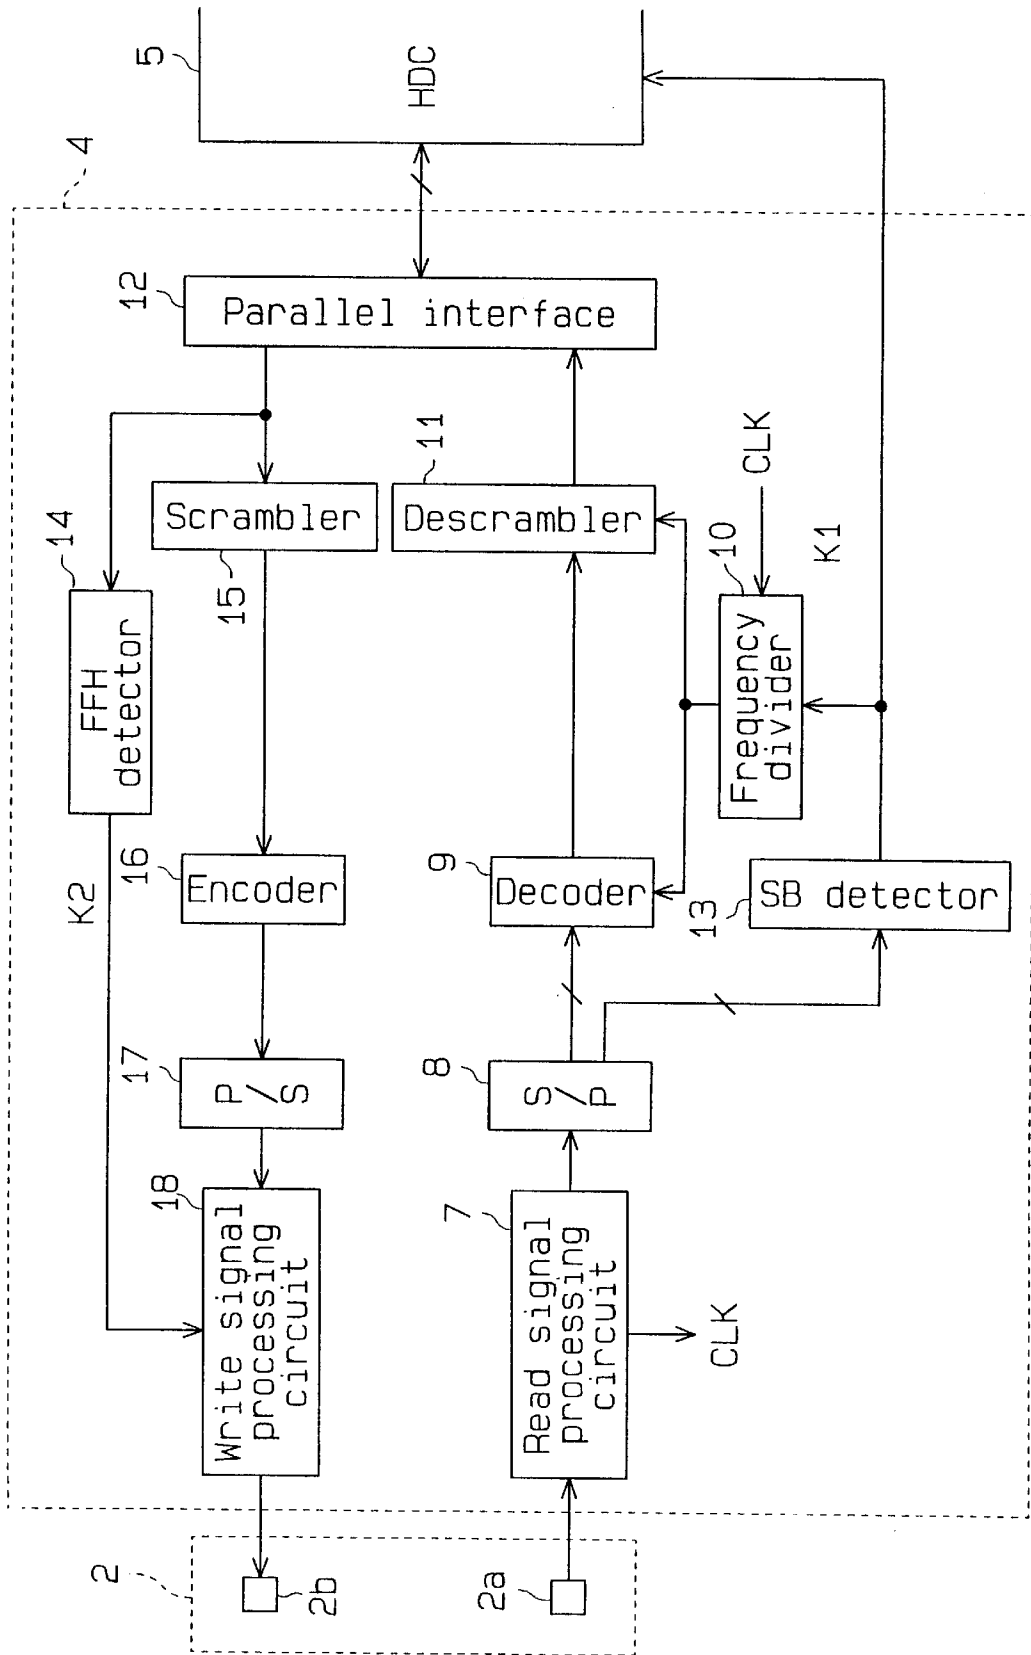 2
2b
2a
4
K2
14
FFH
detector
18
Write signal
processing
circuit
17
P/S
16
Encoder
15
Scrambler
12
Parallel interface
5
HDC
7
Read signal
processing
circuit
CLK
8
S/P
9
Decoder
11
Descrambler
10
Frequency
divider
CLK
13
SB detector
K1